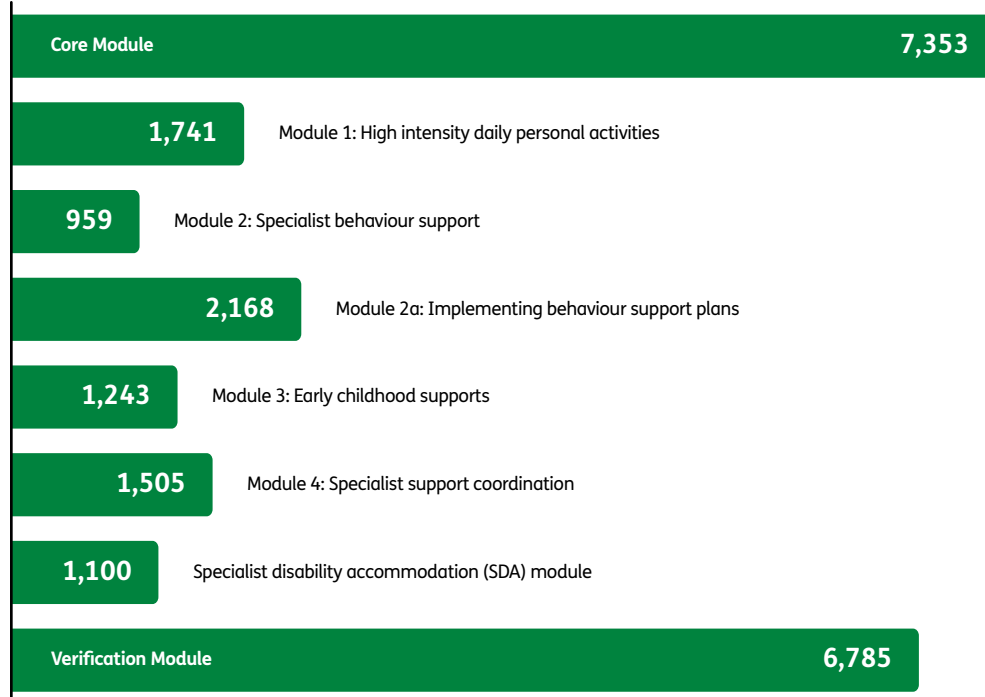 Core Module 7,353
1,741 Module 1: High intensity daily personal activities
959 Module 2: Specialist behaviour support
2,168 Module 2a: Implementing behaviour support plans
1,243 Module 3: Early childhood supports
1,505 Module 4: Specialist support coordination
1,100 Specialist disability accommodation (SDA) module
Verification Module 6,785